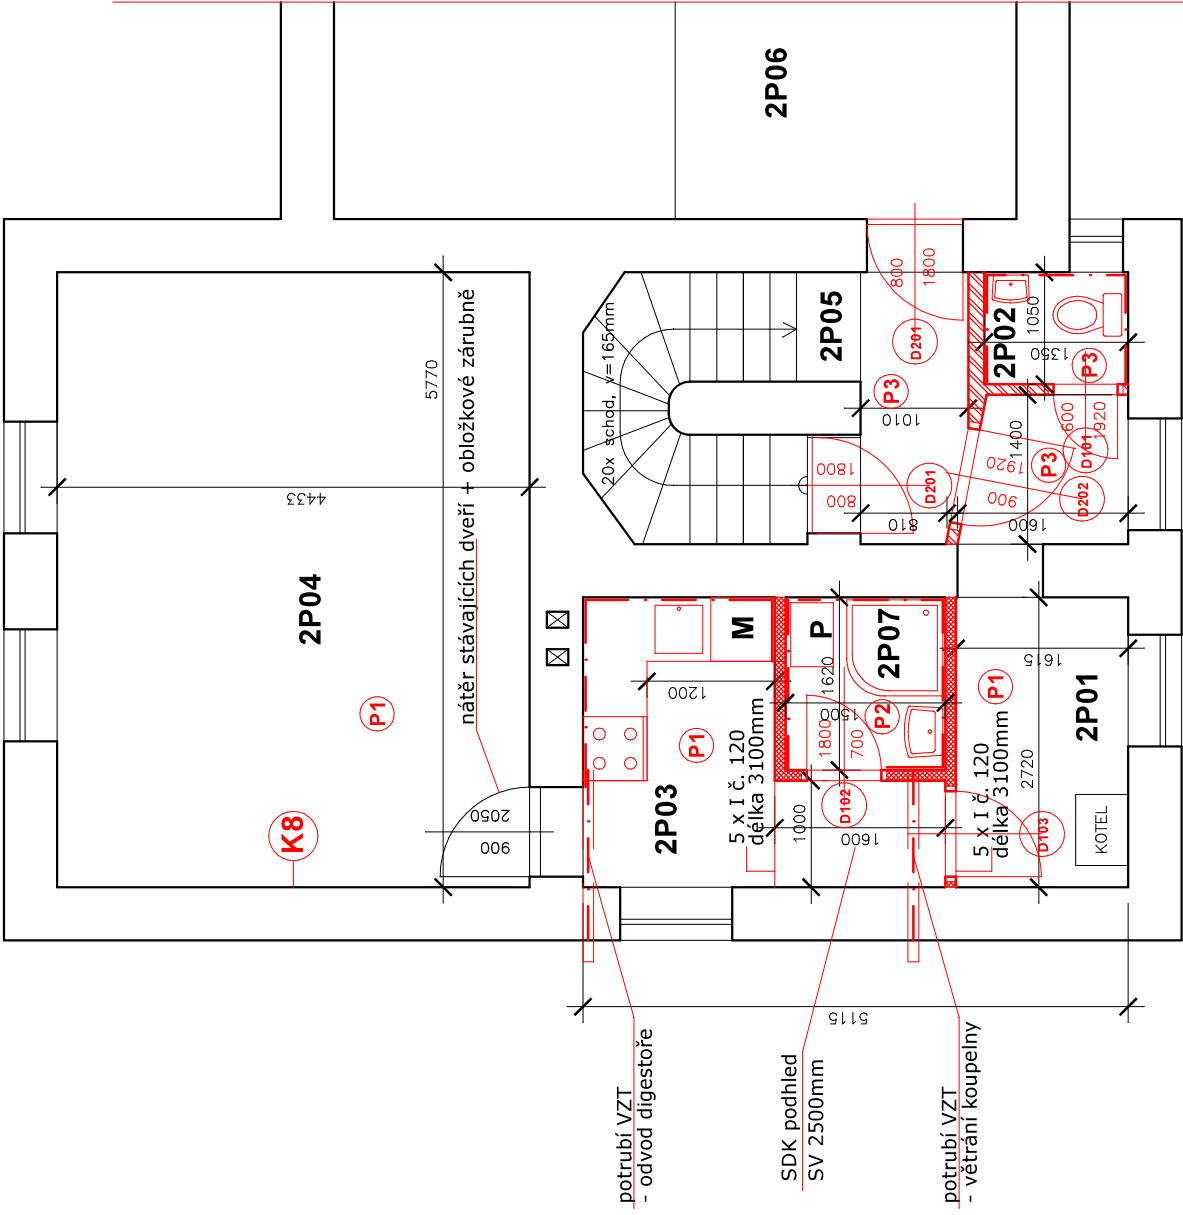 2P06
5770
nátěr stávajících dveří + obložkové zárubně
4433
2P04
P1
K8
2050
900
20x schod, v=165mm
2P05
P3
800
1800
D201
1010
1800
800
D201
810
2P02
1050
1350
P3
600
1920
D101
1400
P3
1920
900
D202
1600
M
1200
P1
2P03
5 x I č. 120
délka 3100mm
P
2P07
1620
1500
P2
1800
700
D102
1000
1600
1615
P1
2P01
5 x I č. 120
délka 3100mm
2720
D103
KOTEL
5115
potrubí VZT
- odvod digestoře
SDK podhled
SV 2500mm
potrubí VZT
- větrání koupelny